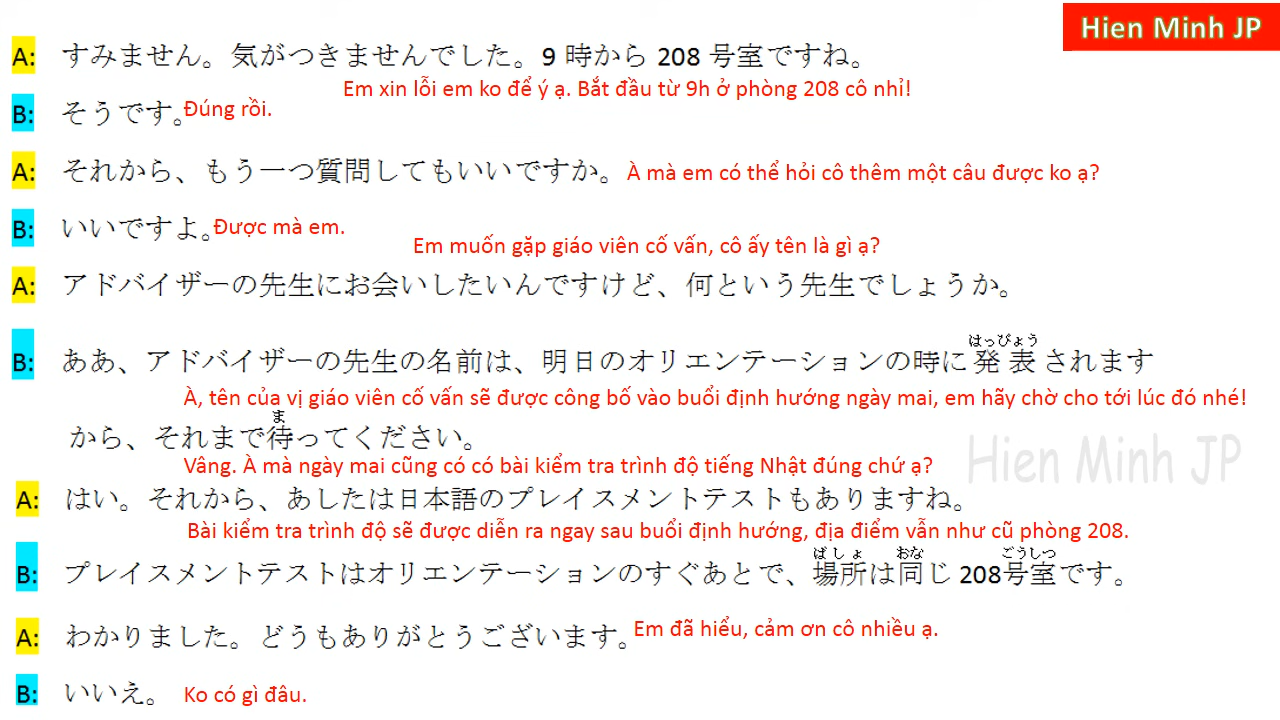 Hien Minh JP
A: すみません。気がつきませんでした。9時から 208 号室ですね。
Em xin lỗi em ko để ý ạ. Bắt đầu từ 9h ở phòng 208 cô nhỉ!
B: そうです。Đúng rồi.
A: それから、もう一つ質問してもいいですか。À mà em có thể hỏi cô thêm một câu được ko ạ?
B: いいですよ。Được mà em.
Em muốn gặp giáo viên cố vấn, cô ấy tên là gì ạ?
A: アドバイザーの先生にお会いしたいんですけど、何という先生でしょうか。
はっぴょう
B: ああ、アドバイザーの先生の名前は、明日のオリエンテーションの時に発表されます
À, tên của vị giáo viên cố vấn sẽ được công bố vào buổi định hướng ngày mai, em hãy chờ cho tới lúc đó nhé!
ま
から、それまで待ってください。
Hien Minh JP
Vâng. À mà ngày mai cũng có có bài kiểm tra trình độ tiếng Nhật đúng chứ ạ?
A: はい。それから、あしたは日本語のプレイスメントテストもありますね。
Bài kiểm tra trình độ sẽ được diễn ra ngay sau buổi định hướng, địa điểm vẫn như cũ phòng 208.
ばしょ おな ごうしつ
B: プレイスメントテストはオリエンテーションのすぐあとで、場所は同じ 208号室です。
A: わかりました。どうもありがとうございます。Em đã hiểu, cảm ơn cô nhiều ạ.
B: いいえ。 Ko có gì đâu.